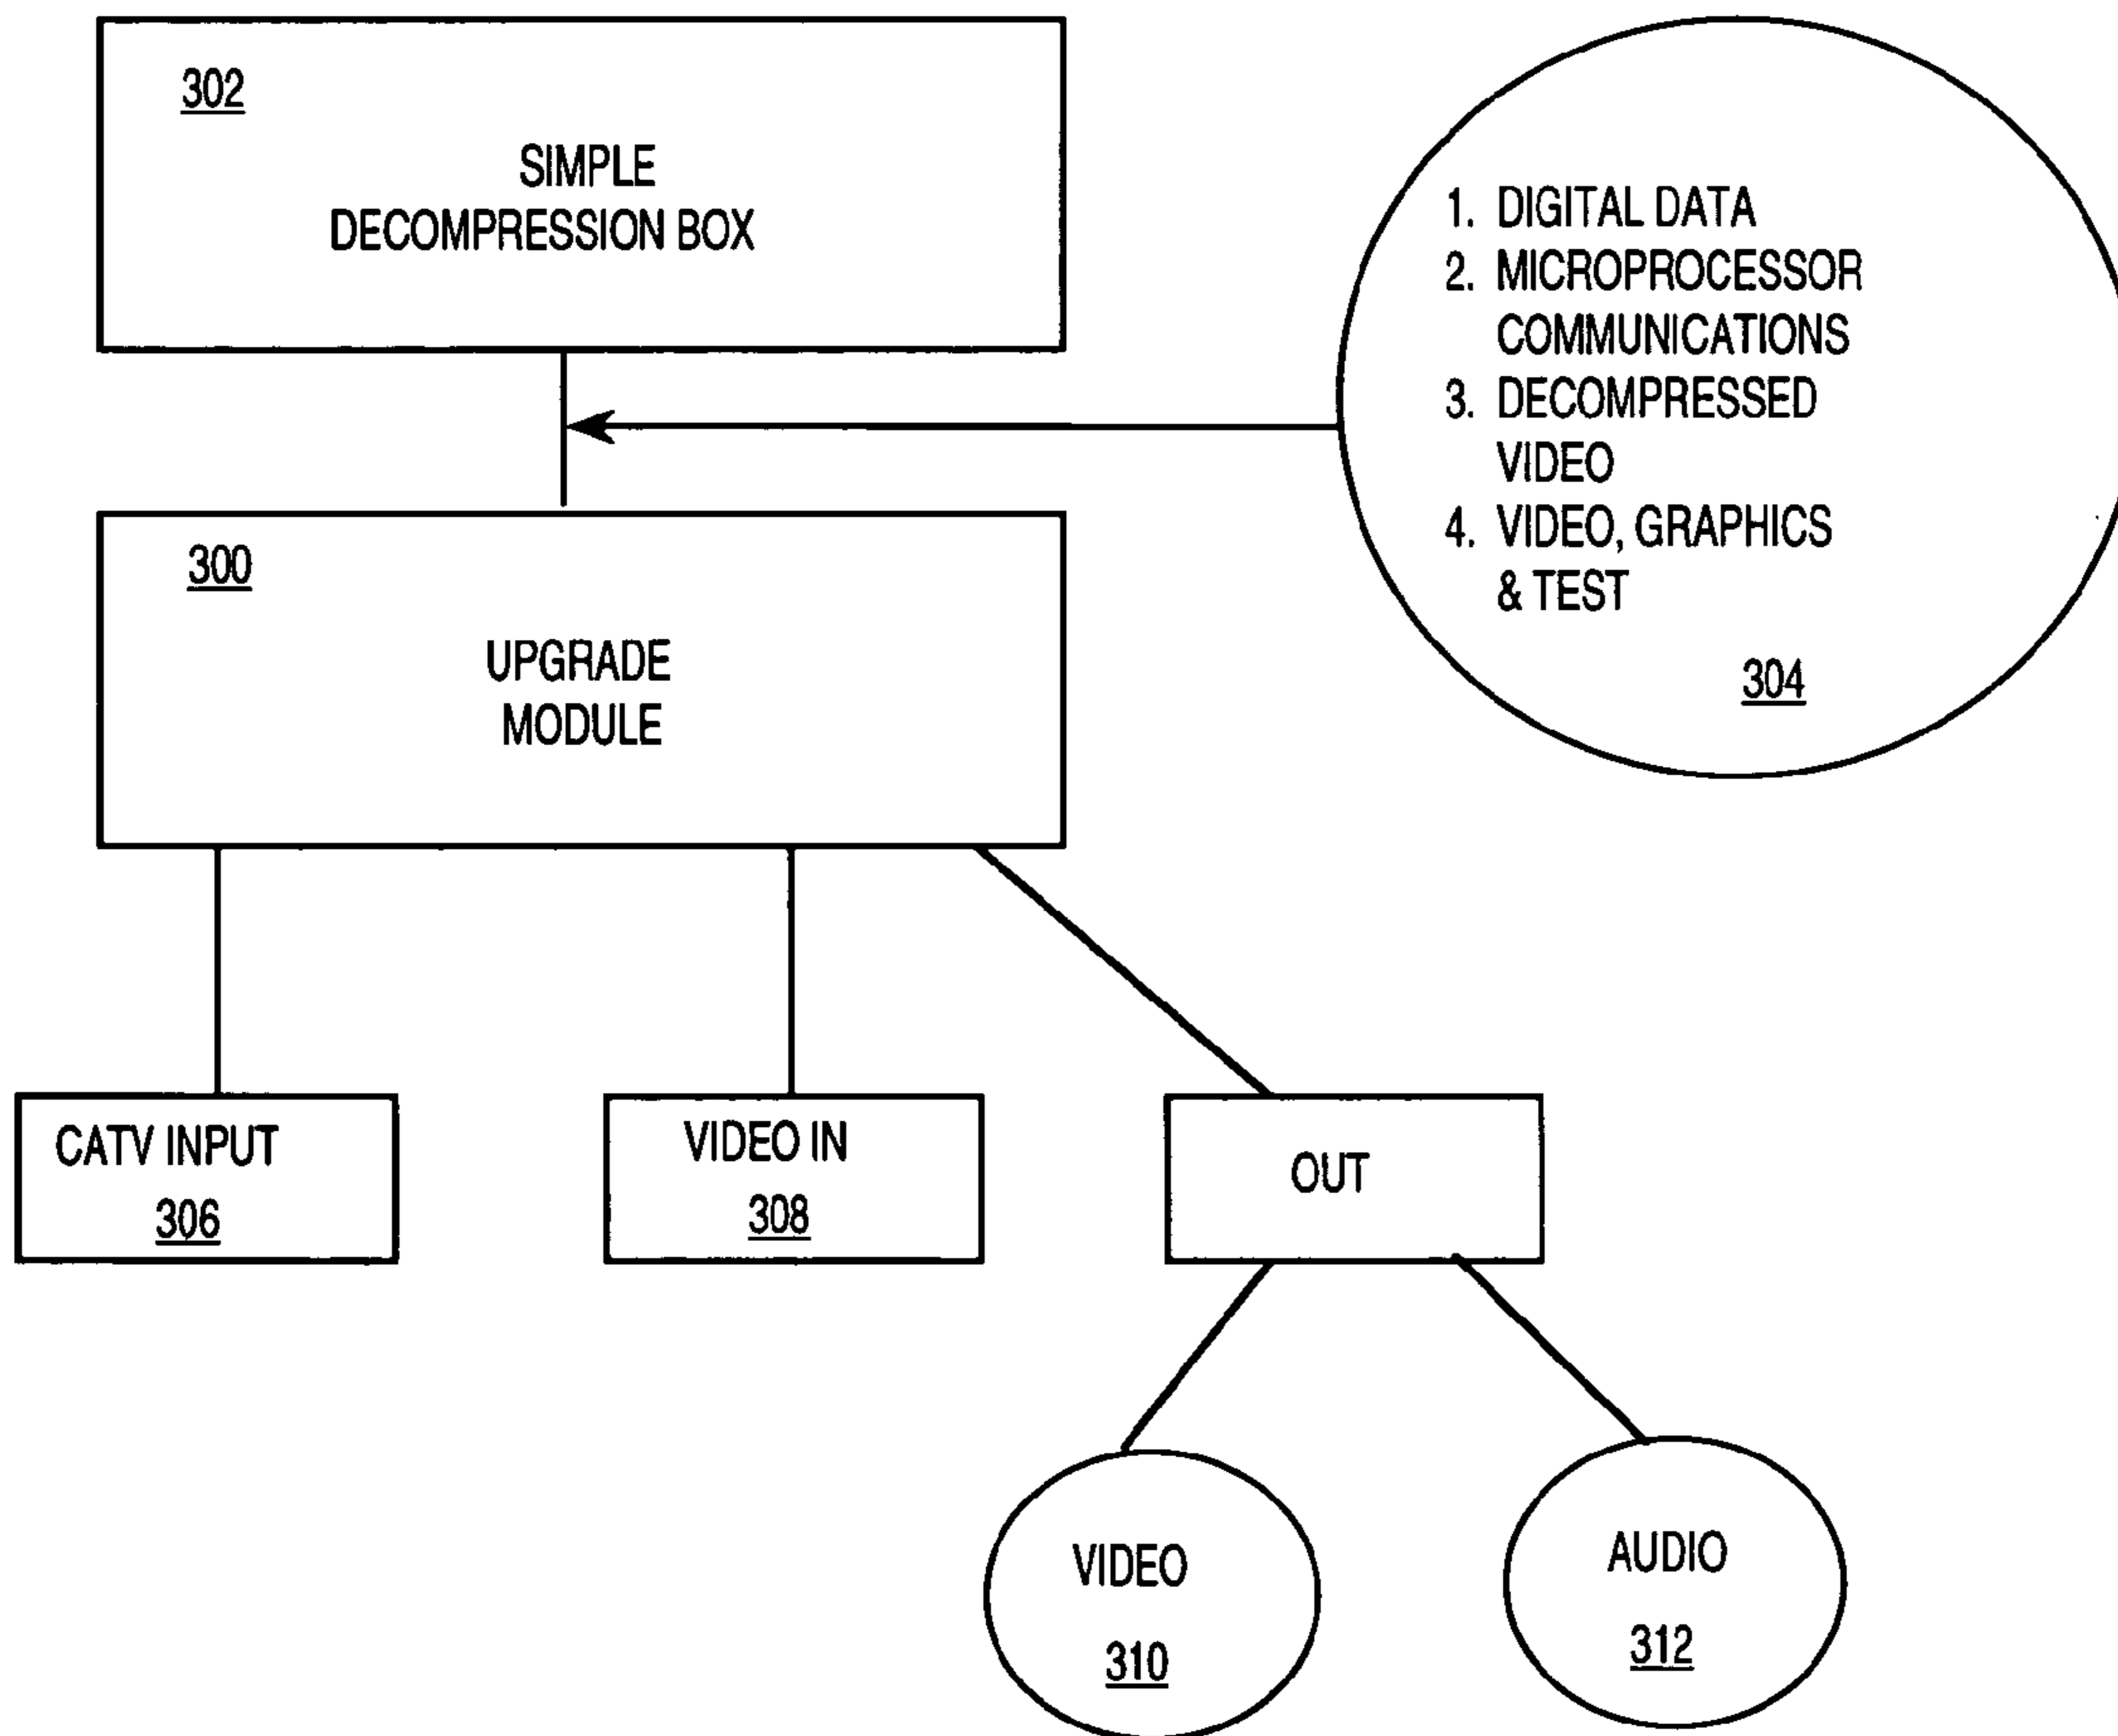 302
SIMPLE
DECOMPRESSION BOX
1. DIGITAL DATA
2. MICROPROCESSOR
COMMUNICATIONS
3. DECOMPRESSED
VIDEO
4. VIDEO, GRAPHICS
& TEST
304
300
UPGRADE
MODULE
CATV INPUT
306
VIDEO IN
308
OUT
VIDEO
310
AUDIO
312